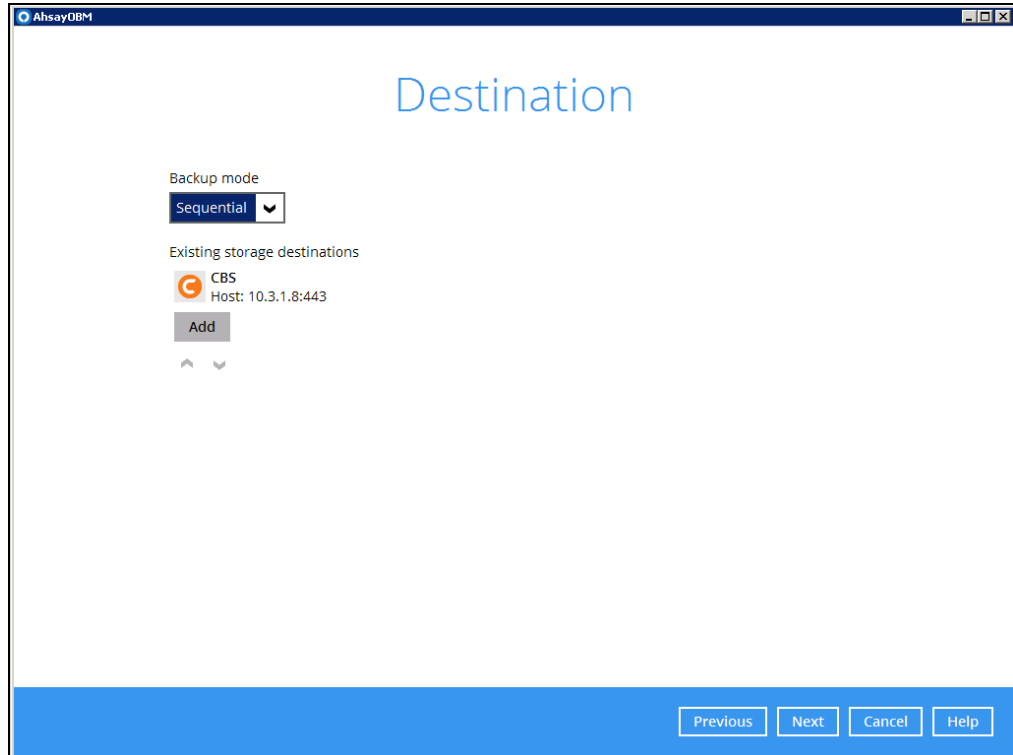 AhsayOBM
Destination
Backup mode
Sequential
Existing storage destinations
CBS
Host: 10.3.1.8:443
Add
Previous Next Cancel Help